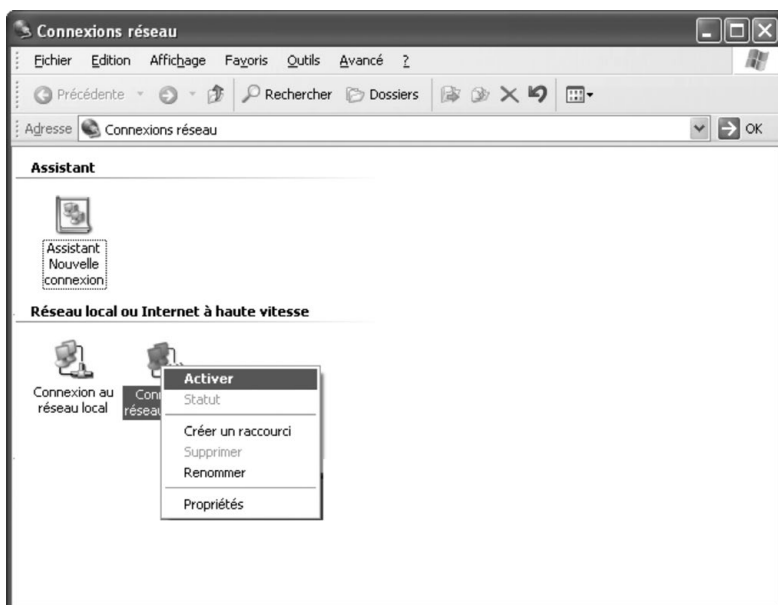 Connexions réseau
Fichier Edition Affichage Favoris Outils Avancé ?
Précédente Rechercher Dossiers
Adresse Connexions réseau OK
Assistant
Assistant
Nouvelle
connexion
Réseau local ou Internet à haute vitesse
Connexion au
réseau local
Activer
Statut
Créer un raccourci
Supprimer
Renommer
Propriétés